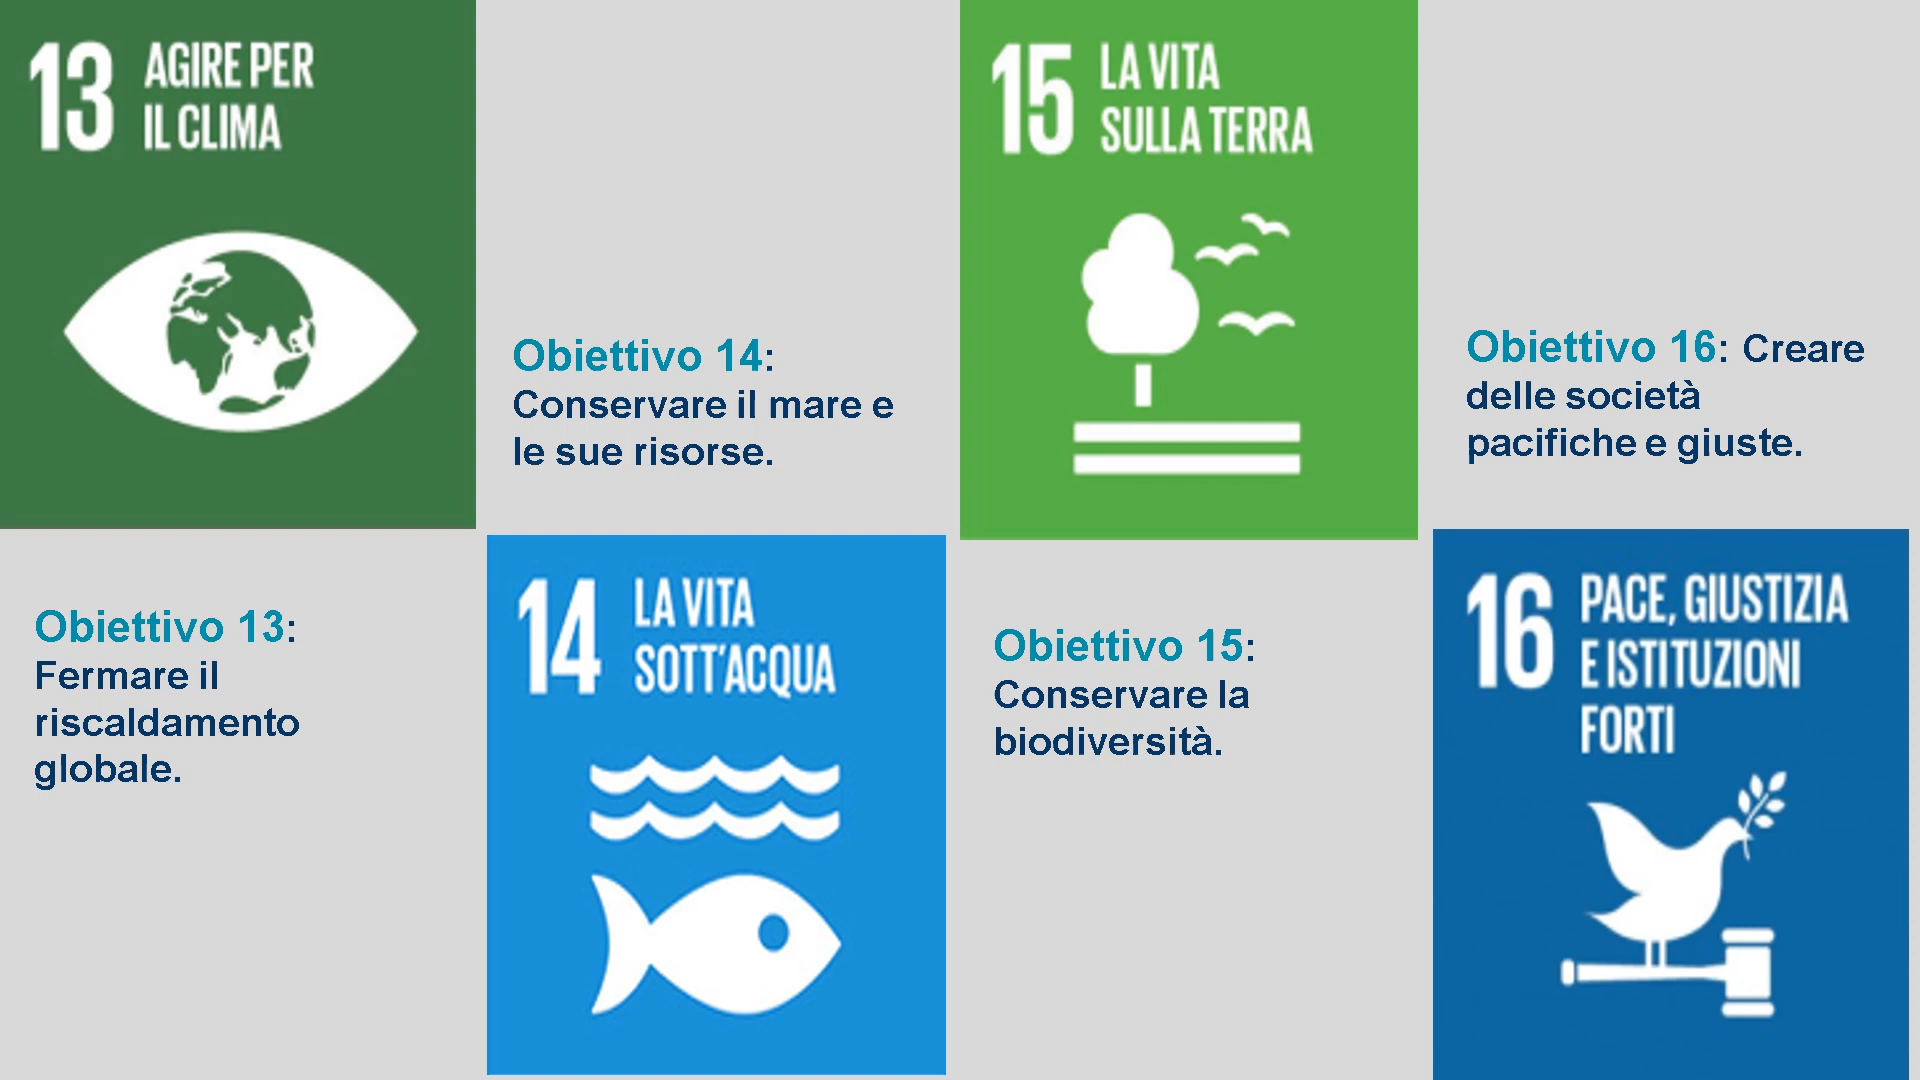 13 AGIRE PER
IL CLIMA
Obiettivo 13:
Fermare il
riscaldamento
globale.
Obiettivo 14:
Conservare il mare e
le sue risorse.
14 LA VITA
SOTT'ACQUA
15 LA VITA
SULLA TERRA
Obiettivo 15:
Conservare la
biodiversità.
Obiettivo 16: Creare
delle società
pacifiche e giuste.
16 PACE, GIUSTIZIA
E ISTITUZIONI
FORTI